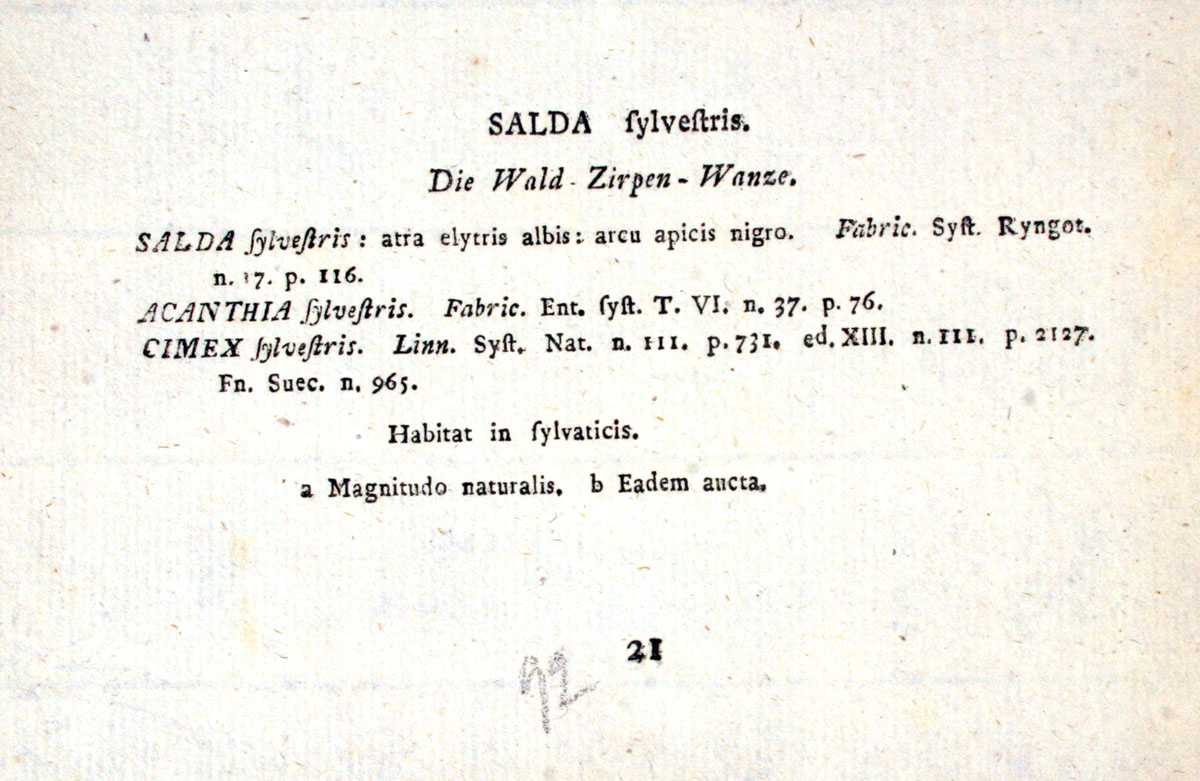 SALDA ſylveſtris.
Die Wald-Zirpen-Wanze.
SALDA ſylveſtris: atra elytris albis: arcu apicis nigro. Fabric. Syſt. Ryngot.
n. 17. p. 116.
ACANTHIA ſylveſtris. Fabric. Ent. ſyſt. T. VI. n. 37. p. 76.
CIMEX ſylveſtris. Linn. Syſt. Nat. n. 111. p. 731. ed. XIII. n. 111. p. 2127.
Fn. Suec. n. 965.
Habitat in ſylvaticis.
a Magnitudo naturalis. b Eadem aucta.
21
92